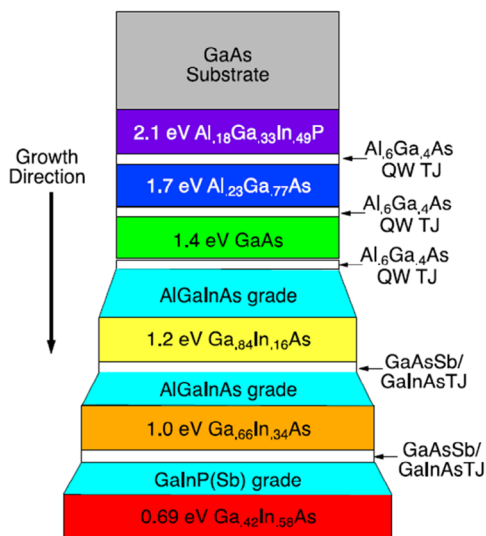 GaAs
Substrate
2.1 eV Al.18Ga.33In.49P
Al.6Ga.4As
QW TJ
Growth
Direction
1.7 eV Al.23Ga.77As
Al.6Ga.4As
QW TJ
1.4 eV GaAs
Al.6Ga.4As
QW TJ
AlGaInAs grade
1.2 eV Ga.84In.16As
GaAsSb/
GaInAsTJ
AlGaInAs grade
1.0 eV Ga.66In.34As
GaAsSb/
GaInAsTJ
GaInP(Sb) grade
0.69 eV Ga.42In.58As